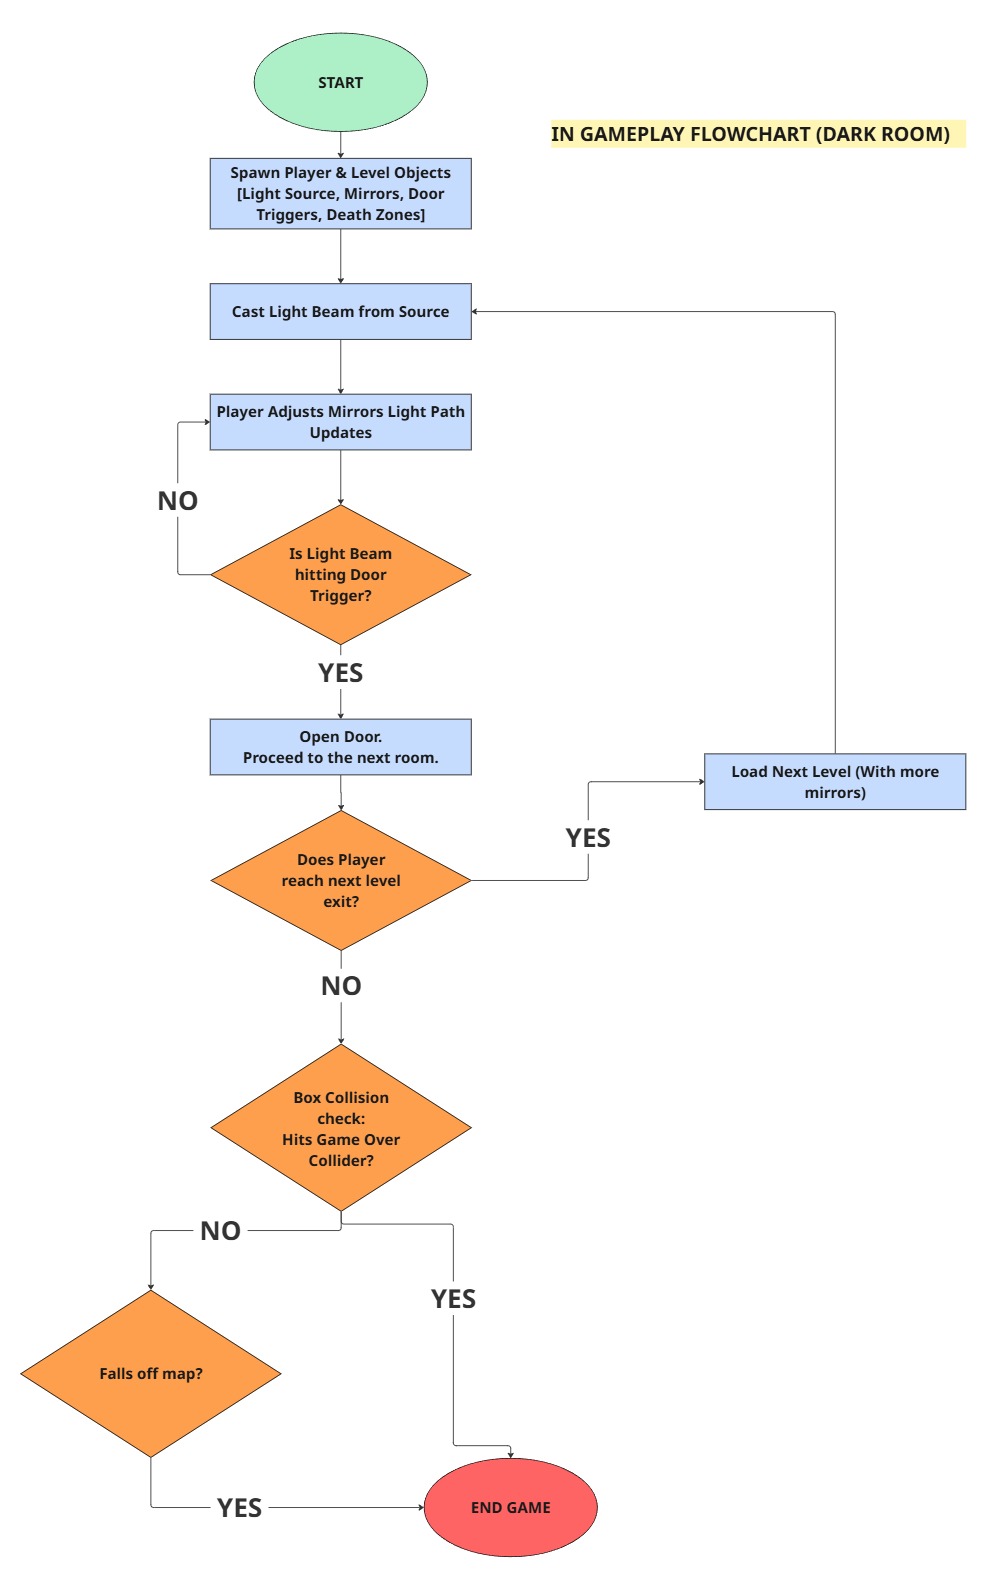 START
IN GAMEPLAY FLOWCHART (DARK ROOM)
Spawn Player & Level Objects
[Light Source, Mirrors, Door
Triggers, Death Zones]
Cast Light Beam from Source
Player Adjusts Mirrors Light Path
Updates
NO
Is Light Beam
hitting Door
Trigger?
YES
Open Door.
Proceed to the next room.
Load Next Level (With more
mirrors)
YES
Does Player
reach next level
exit?
NO
Box Collision
check:
Hits Game Over
Collider?
NO
YES
Falls off map?
YES
END GAME